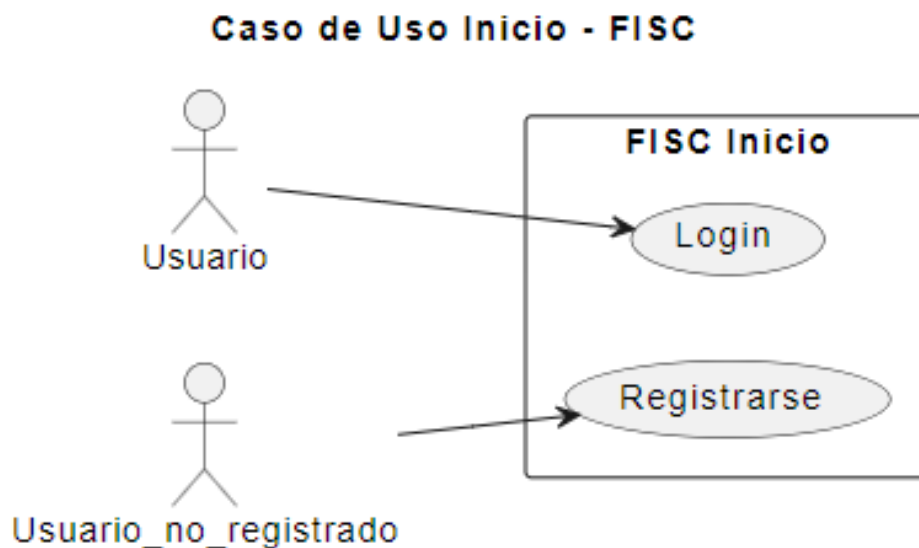 Caso de Uso Inicio - FISC
FISC Inicio
Login
Usuario
Registrarse
Usuario_no_registrado